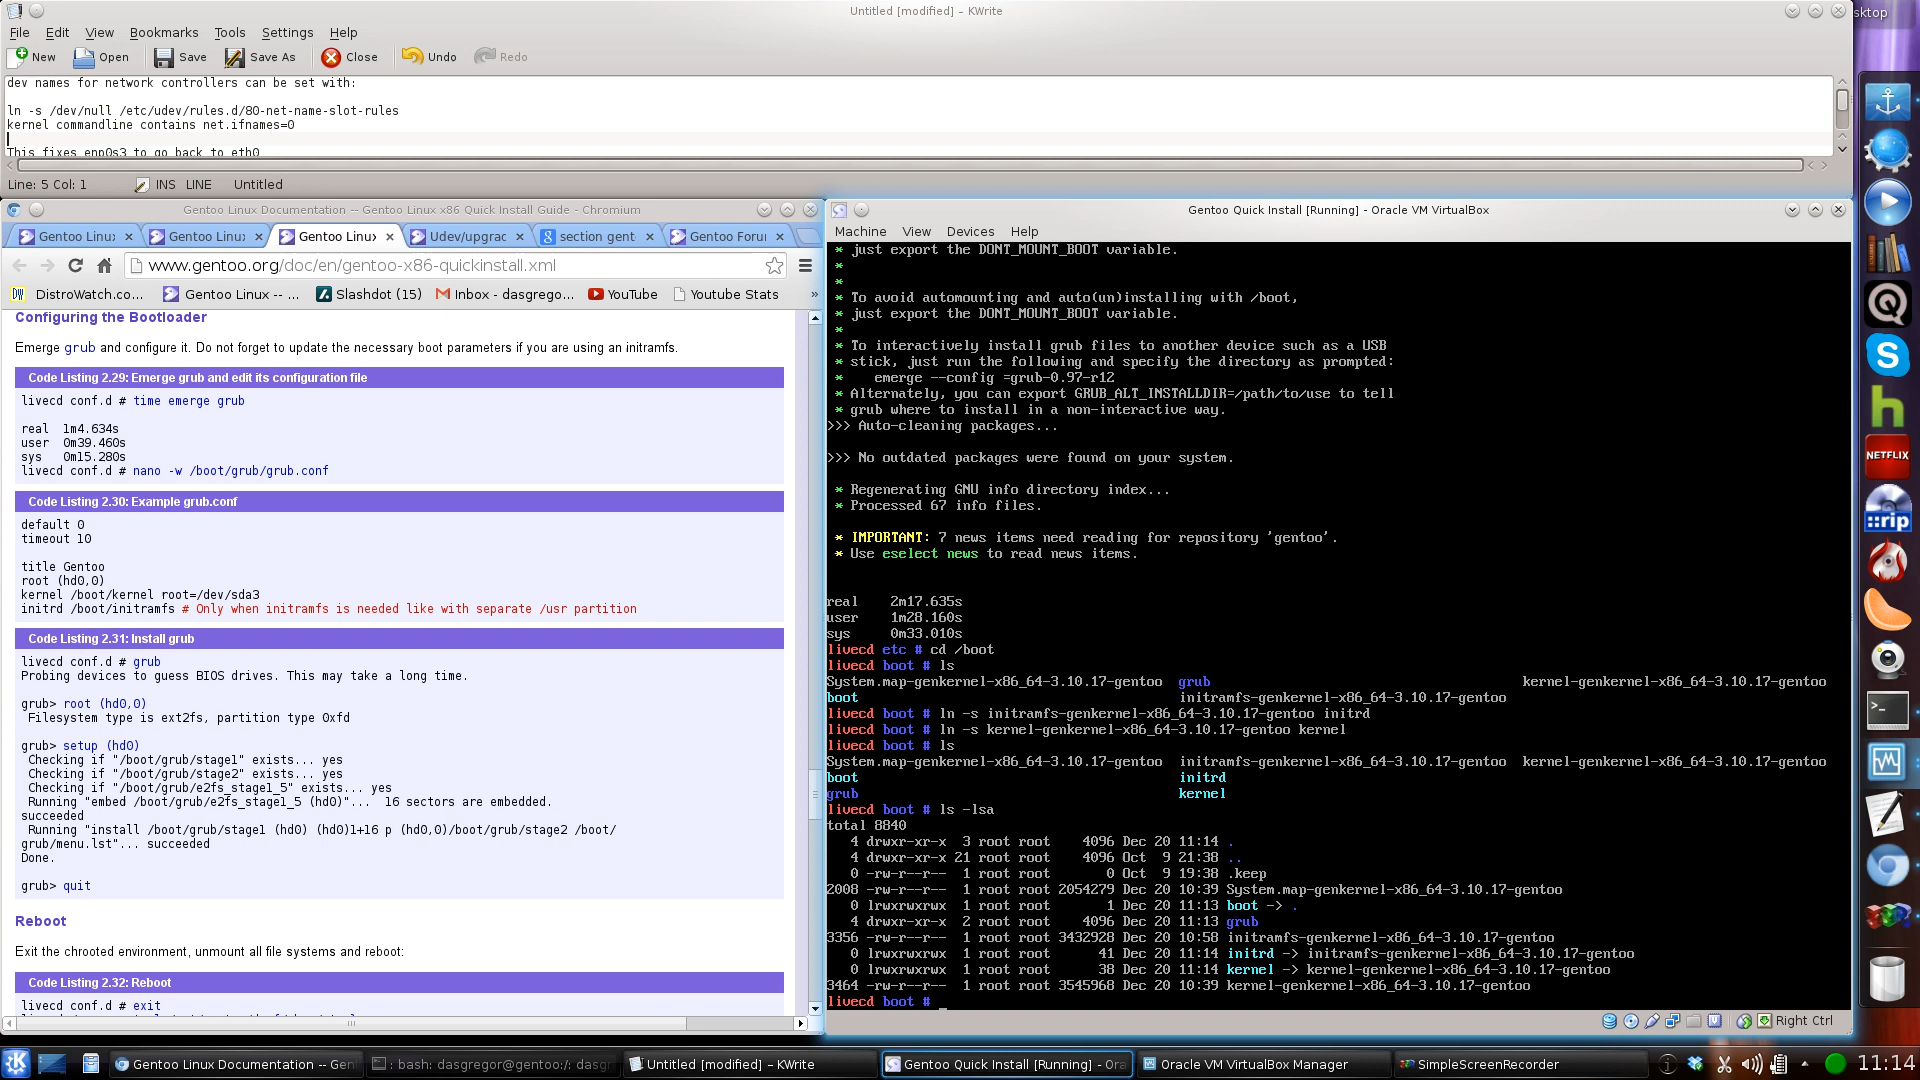 Untitled [modified] – KWrite
sktop
File Edit View Bookmarks Tools Settings Help
New Open Save Save As Close Undo Redo
dev names for network controllers can be set with:
ln -s /dev/null /etc/udev/rules.d/80-net-name-slot-rules
kernel commandline contains net.ifnames=0
This fixes enp0s3 to go back to eth0
Line: 5 Col: 1 INS LINE Untitled
Gentoo Linux Documentation -- Gentoo Linux x86 Quick Install Guide - Chromium
Gentoo Linux Gentoo Linux Gentoo Linux Udev/upgrac section gent Gentoo Foru
www.gentoo.org/doc/en/gentoo-x86-quickinstall.xml
DistroWatch.co... Gentoo Linux -- ... Slashdot (15) Inbox - dasgrego... YouTube Youtube Stats »
Configuring the Bootloader
Emerge grub and configure it. Do not forget to update the necessary boot parameters if you are using an initramfs.
Code Listing 2.29: Emerge grub and edit its configuration file
livecd conf.d # time emerge grub
real 1m4.634s
user 0m39.460s
sys 0m15.280s
livecd conf.d # nano -w /boot/grub/grub.conf
Code Listing 2.30: Example grub.conf
default 0
timeout 10
title Gentoo
root (hd0,0)
kernel /boot/kernel root=/dev/sda3
initrd /boot/initramfs # Only when initramfs is needed like with separate /usr partition
Code Listing 2.31: Install grub
livecd conf.d # grub
Probing devices to guess BIOS drives. This may take a long time.
grub> root (hd0,0)
Filesystem type is ext2fs, partition type 0xfd
grub> setup (hd0)
Checking if "/boot/grub/stage1" exists... yes
Checking if "/boot/grub/stage2" exists... yes
Checking if "/boot/grub/e2fs_stage1_5" exists... yes
Running "embed /boot/grub/e2fs_stage1_5 (hd0)"... 16 sectors are embedded.
succeeded
Running "install /boot/grub/stage1 (hd0) (hd0)1+16 p (hd0,0)/boot/grub/stage2 /boot/
grub/menu.lst"... succeeded
Done.
grub> quit
Reboot
Exit the chrooted environment, unmount all file systems and reboot:
Code Listing 2.32: Reboot
livecd conf.d # exit
Gentoo Quick Install [Running] - Oracle VM VirtualBox
Machine View Devices Help
* just export the DONT_MOUNT_BOOT variable.
*
*
* To avoid automounting and auto(un)installing with /boot,
* just export the DONT_MOUNT_BOOT variable.
*
* To interactively install grub files to another device such as a USB
* stick, just run the following and specify the directory as prompted:
* emerge --config =grub-0.97-r12
* Alternately, you can export GRUB_ALT_INSTALLDIR=/path/to/use to tell
* grub where to install in a non-interactive way.
>>> Auto-cleaning packages...
>>> No outdated packages were found on your system.
* Regenerating GNU info directory index...
* Processed 67 info files.
* IMPORTANT: 7 news items need reading for repository 'gentoo'.
* Use eselect news to read news items.
real 2m17.635s
user 1m28.160s
sys 0m33.010s
livecd etc # cd /boot
livecd boot # ls
System.map-genkernel-x86_64-3.10.17-gentoo grub kernel-genkernel-x86_64-3.10.17-gentoo
boot initramfs-genkernel-x86_64-3.10.17-gentoo
livecd boot # ln -s initramfs-genkernel-x86_64-3.10.17-gentoo initrd
livecd boot # ln -s kernel-genkernel-x86_64-3.10.17-gentoo kernel
livecd boot # ls
System.map-genkernel-x86_64-3.10.17-gentoo initramfs-genkernel-x86_64-3.10.17-gentoo kernel-genkernel-x86_64-3.10.17-gentoo
boot initrd
grub kernel
livecd boot # ls -lsa
total 8840
4 drwxr-xr-x 3 root root 4096 Dec 20 11:14 .
4 drwxr-xr-x 21 root root 4096 Oct 9 21:38 ..
0 -rw-r--r-- 1 root root 0 Oct 9 19:38 .keep
2008 -rw-r--r-- 1 root root 2054279 Dec 20 10:39 System.map-genkernel-x86_64-3.10.17-gentoo
0 lrwxrwxrwx 1 root root 1 Dec 20 11:13 boot -> .
4 drwxr-xr-x 2 root root 4096 Dec 20 11:13 grub
3356 -rw-r--r-- 1 root root 3432928 Dec 20 10:58 initramfs-genkernel-x86_64-3.10.17-gentoo
0 lrwxrwxrwx 1 root root 41 Dec 20 11:14 initrd -> initramfs-genkernel-x86_64-3.10.17-gentoo
0 lrwxrwxrwx 1 root root 38 Dec 20 11:14 kernel -> kernel-genkernel-x86_64-3.10.17-gentoo
3464 -rw-r--r-- 1 root root 3545968 Dec 20 10:39 kernel-genkernel-x86_64-3.10.17-gentoo
livecd boot # _
Right Ctrl
NETFLIX
::rip
Gentoo Linux Documentation -- Gent : bash: dasgregor@gentoo:/: dasg Untitled [modified] – KWrite Gentoo Quick Install [Running] - Ora Oracle VM VirtualBox Manager SimpleScreenRecorder 11:14